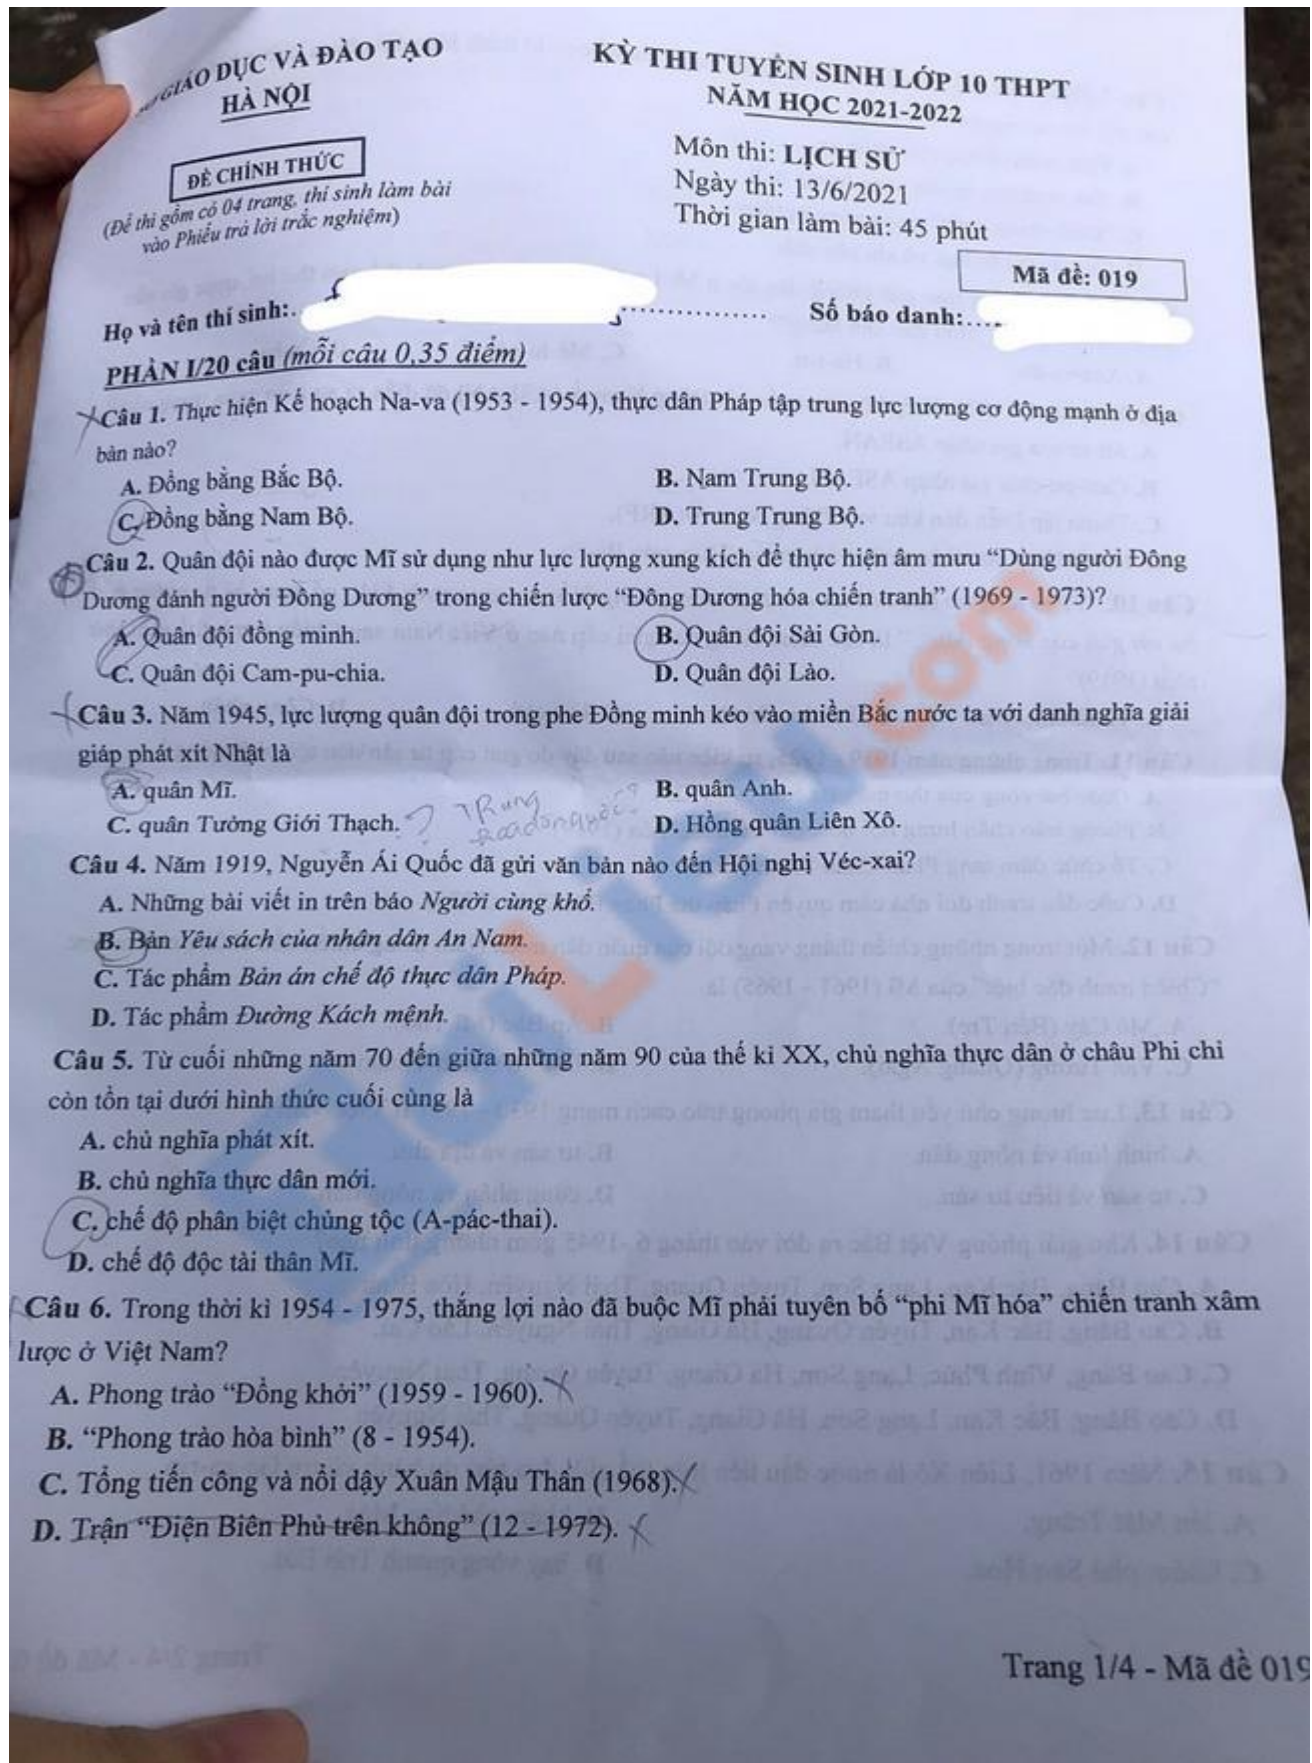 GIÁO DỤC VÀ ĐÀO TẠO
HÀ NỘI
KỲ THI TUYỂN SINH LỚP 10 THPT
NĂM HỌC 2021-2022
ĐỀ CHÍNH THỨC
(Đề thi gồm có 04 trang, thí sinh làm bài
vào Phiếu trả lời trắc nghiệm)
Môn thi: LỊCH SỬ
Ngày thi: 13/6/2021
Thời gian làm bài: 45 phút
Mã đề: 019
Họ và tên thí sinh:
Số báo danh:
PHẦN I/20 câu (mỗi câu 0,35 điểm)
Câu 1. Thực hiện Kế hoạch Na-va (1953 - 1954), thực dân Pháp tập trung lực lượng cơ động mạnh ở địa
bàn nào?
A. Đồng bằng Bắc Bộ. B. Nam Trung Bộ.
C. Đồng bằng Nam Bộ. D. Trung Trung Bộ.
Câu 2. Quân đội nào được Mĩ sử dụng như lực lượng xung kích để thực hiện âm mưu “Dùng người Đông
Dương đánh người Đông Dương” trong chiến lược “Đông Dương hóa chiến tranh” (1969 - 1973)?
A. Quân đội đồng minh. B. Quân đội Sài Gòn.
C. Quân đội Cam-pu-chia. D. Quân đội Lào.
Câu 3. Năm 1945, lực lượng quân đội trong phe Đồng minh kéo vào miền Bắc nước ta với danh nghĩa giải
giáp phát xít Nhật là
A. quân Mĩ. B. quân Anh.
C. quân Tưởng Giới Thạch. ? D. Hồng quân Liên Xô.
Câu 4. Năm 1919, Nguyễn Ái Quốc đã gửi văn bản nào đến Hội nghị Véc-xai?
A. Những bài viết in trên báo Người cùng khổ.
B. Bản Yêu sách của nhân dân An Nam.
C. Tác phẩm Bản án chế độ thực dân Pháp.
D. Tác phẩm Đường Kách mệnh.
Câu 5. Từ cuối những năm 70 đến giữa những năm 90 của thế kỉ XX, chủ nghĩa thực dân ở châu Phi chỉ
còn tồn tại dưới hình thức cuối cùng là
A. chủ nghĩa phát xít.
B. chủ nghĩa thực dân mới.
C. chế độ phân biệt chủng tộc (A-pác-thai).
D. chế độ độc tài thân Mĩ.
Câu 6. Trong thời kì 1954 - 1975, thắng lợi nào đã buộc Mĩ phải tuyên bố “phi Mĩ hóa” chiến tranh xâm
lược ở Việt Nam?
A. Phong trào “Đồng khởi” (1959 - 1960).
B. “Phong trào hòa bình” (8 - 1954).
C. Tổng tiến công và nổi dậy Xuân Mậu Thân (1968).
D. Trận “Điện Biên Phủ trên không” (12 - 1972).
Trang 1/4 - Mã đề 019
TaiLieu.com